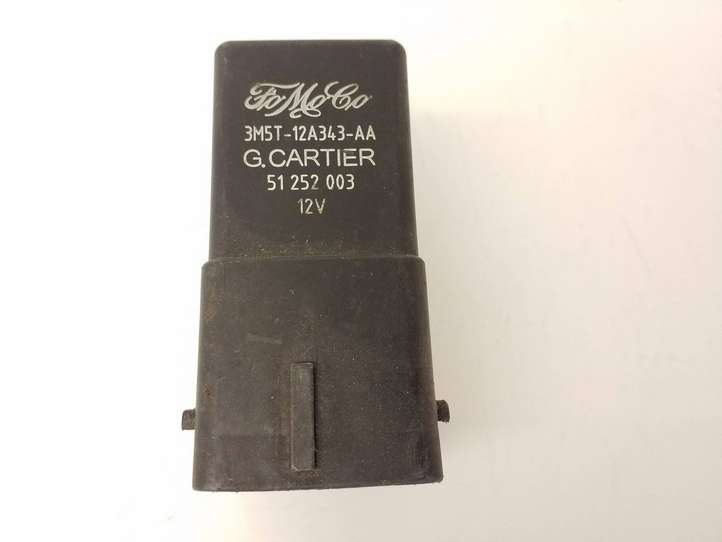 FoMoCo
3M5T-12A343-AA
G.CARTIER
51 252 003
12V